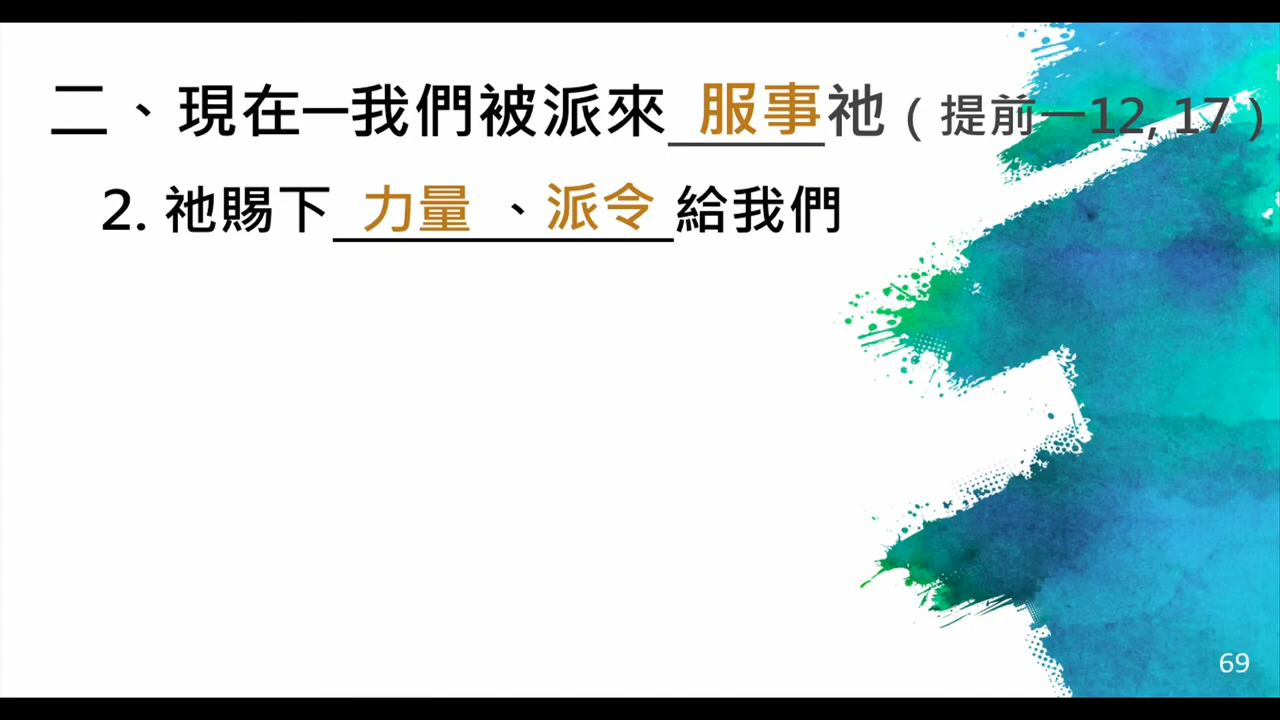 二、現在—我們被派來 服事祂（提前一12, 17）
2. 祂賜下 力量 、派令 給我們
69